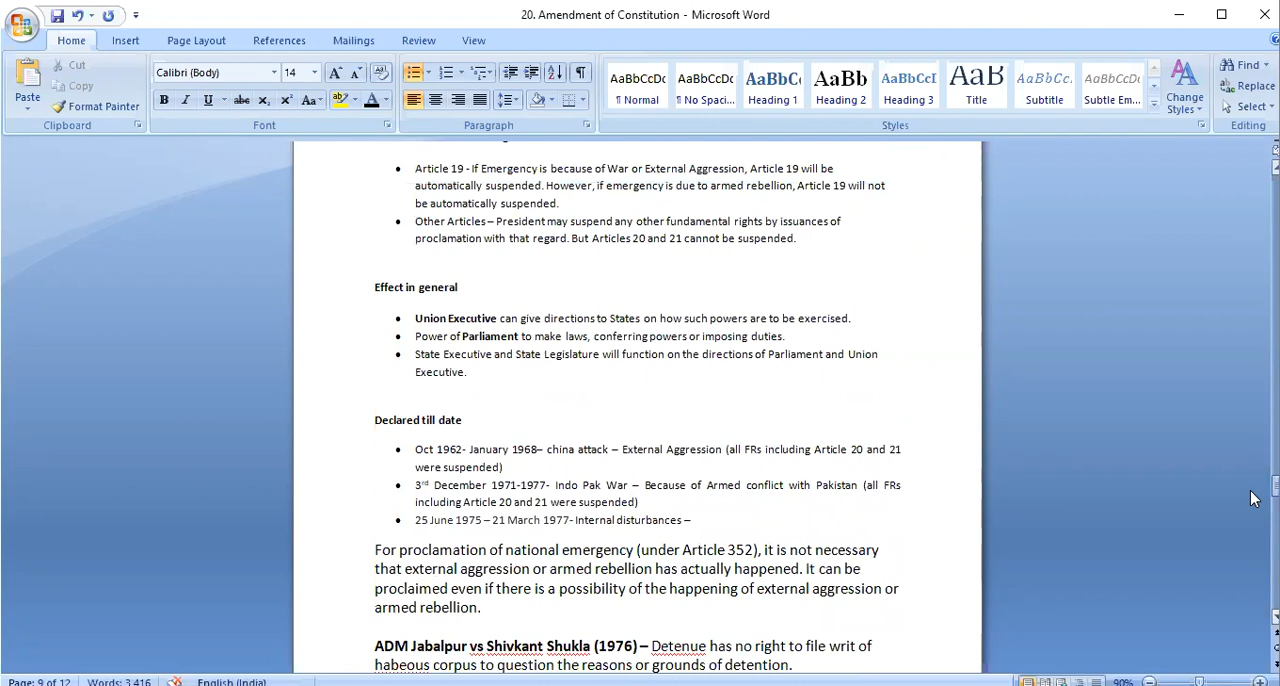 20. Amendment of Constitution - Microsoft Word
Home Insert Page Layout References Mailings Review View
Paste Cut Copy Format Painter
Calibri (Body) 14
AaBbCcDc AaBbCcDc AaBbC AaBb AaBbCcI AaB AaBbCc. AaBbCcDc
¶ Normal ¶ No Spaci... Heading 1 Heading 2 Heading 3 Title Subtitle Subtle Em...
Change Styles
Find
Replace
Select
Clipboard Font Paragraph Styles Editing
• Article 19 - If Emergency is because of War or External Aggression, Article 19 will be
automatically suspended. However, if emergency is due to armed rebellion, Article 19 will not
be automatically suspended.
• Other Articles – President may suspend any other fundamental rights by issuances of
proclamation with that regard. But Articles 20 and 21 cannot be suspended.
Effect in general
• Union Executive can give directions to States on how such powers are to be exercised.
• Power of Parliament to make laws, conferring powers or imposing duties.
• State Executive and State Legislature will function on the directions of Parliament and Union
Executive.
Declared till date
• Oct 1962- January 1968– china attack – External Aggression (all FRs including Article 20 and 21
were suspended)
• 3rd December 1971-1977- Indo Pak War – Because of Armed conflict with Pakistan (all FRs
including Article 20 and 21 were suspended)
• 25 June 1975 – 21 March 1977- Internal disturbances –
For proclamation of national emergency (under Article 352), it is not necessary
that external aggression or armed rebellion has actually happened. It can be
proclaimed even if there is a possibility of the happening of external aggression or
armed rebellion.
ADM Jabalpur vs Shivkant Shukla (1976) – Detenue has no right to file writ of
habeous corpus to question the reasons or grounds of detention.
Page: 9 of 12 Words: 3,416 English (India) 90%